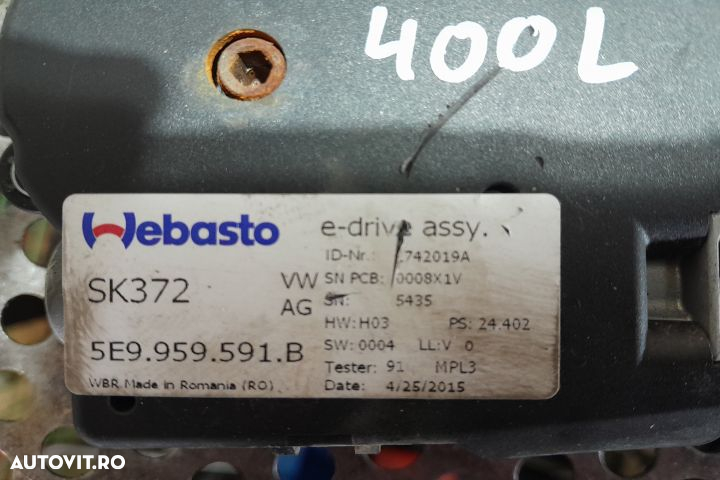 400L
Webasto
e-drive assy.
ID-Nr.: 742019A
SK372
VW AG
SN PCB: 0008X1V
SN: 5435
HW: H03 PS: 24.402
5E9.959.591.B
SW: 0004 LL:V 0
Tester: 91 MPL3
WBR Made in Romania (RO)
Date: 4/25/2015
AUTOVIT.RO